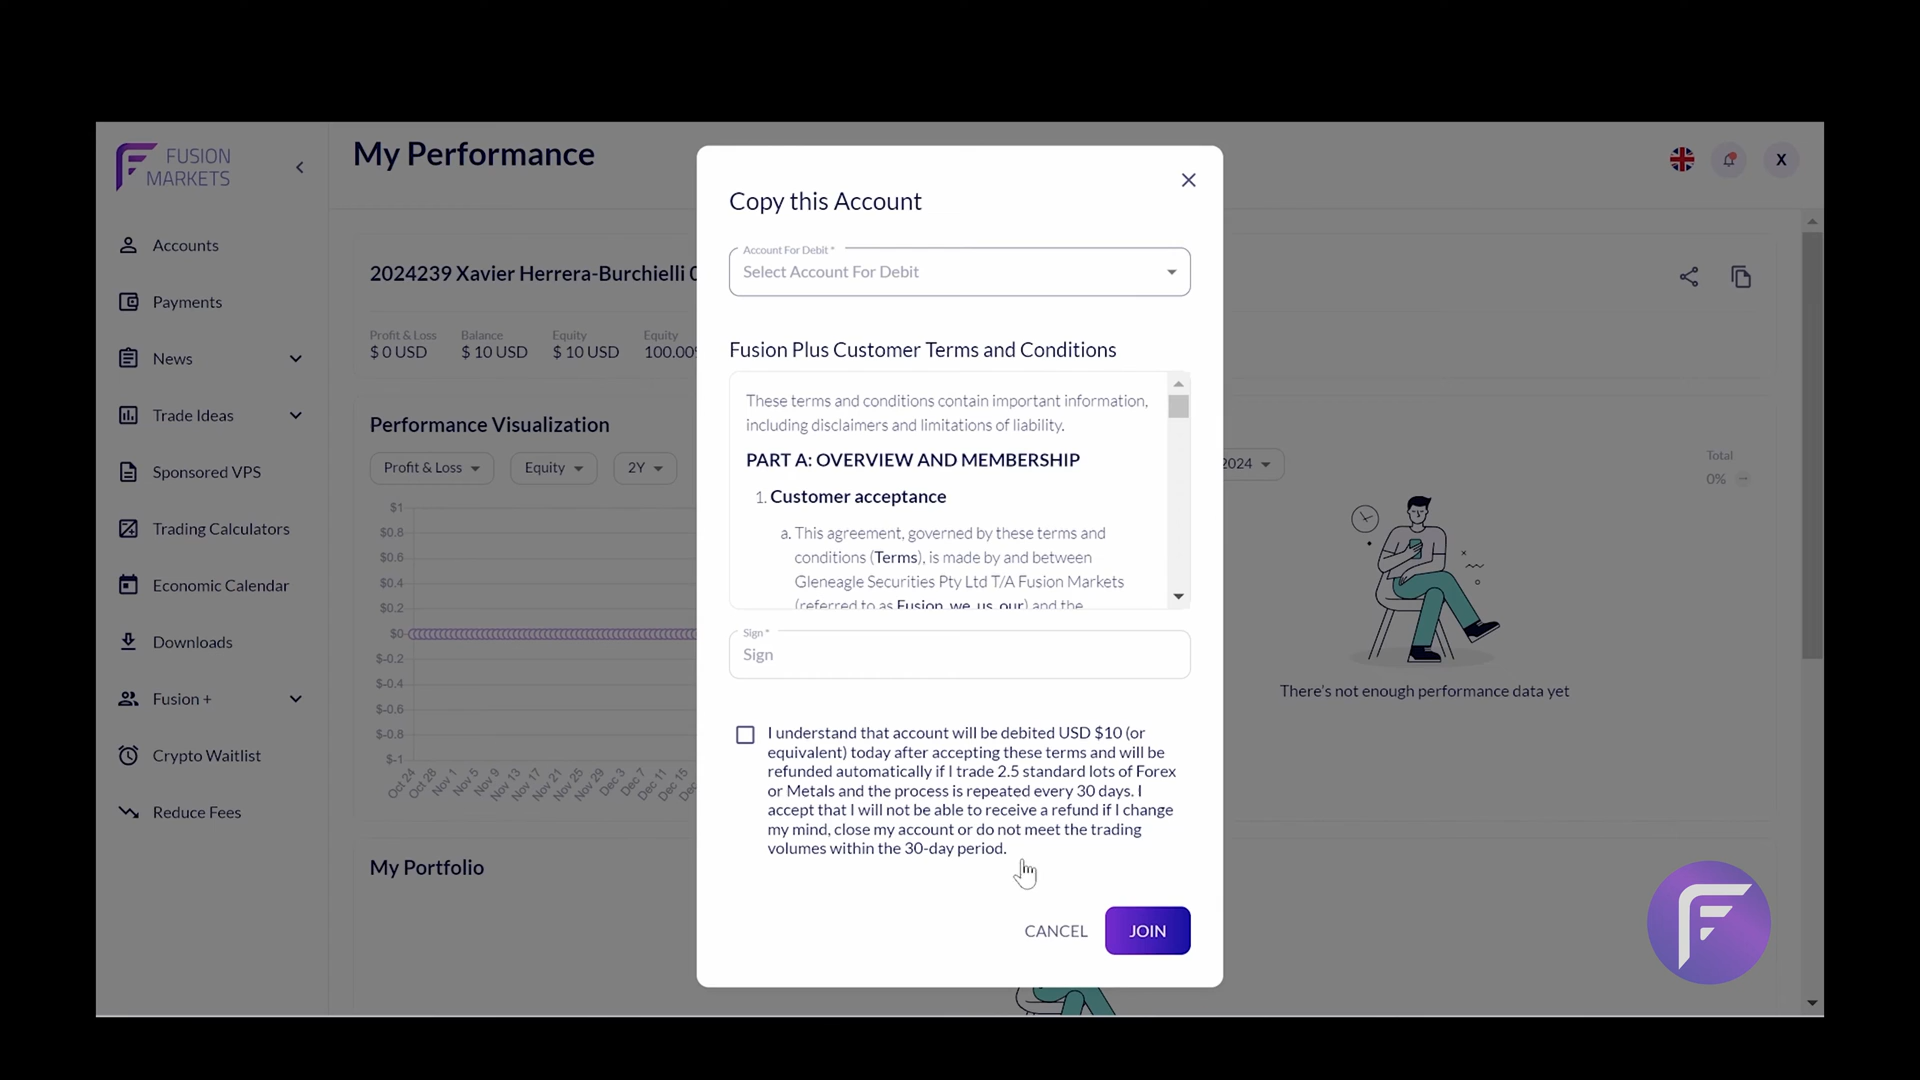 FUSION
MARKETS
Accounts
Payments
News
Trade Ideas
Sponsored VPS
Trading Calculators
Economic Calendar
Downloads
Fusion +
Crypto Waitlist
Reduce Fees
My Performance
X
2024239 Xavier Herrera-Burchielli
Profit & Loss Balance Equity Equity
$ 0 USD $ 10 USD $ 10 USD 100.00%
Performance Visualization
Profit & Loss Equity 2Y
2024
Total
0%
$1
$0.8
$0.6
$0.4
$0.2
$0
$-0.2
$-0.4
$-0.6
$-0.8
$-1
Oct 24 Oct 28 Nov 1 Nov 5 Nov 9 Nov 13 Nov 17 Nov 21 Nov 25 Nov 29 Dec 3 Dec 7 Dec 11 Dec 15
There's not enough performance data yet
My Portfolio
Copy this Account
Account For Debit *
Select Account For Debit
Fusion Plus Customer Terms and Conditions
These terms and conditions contain important information,
including disclaimers and limitations of liability.
PART A: OVERVIEW AND MEMBERSHIP
1. Customer acceptance
a. This agreement, governed by these terms and
conditions (Terms), is made by and between
Gleneagle Securities Pty Ltd T/A Fusion Markets
(referred to as Fusion, we, us, our) and the
Sign *
Sign
I understand that account will be debited USD $10 (or
equivalent) today after accepting these terms and will be
refunded automatically if I trade 2.5 standard lots of Forex
or Metals and the process is repeated every 30 days. I
accept that I will not be able to receive a refund if I change
my mind, close my account or do not meet the trading
volumes within the 30-day period.
CANCEL JOIN